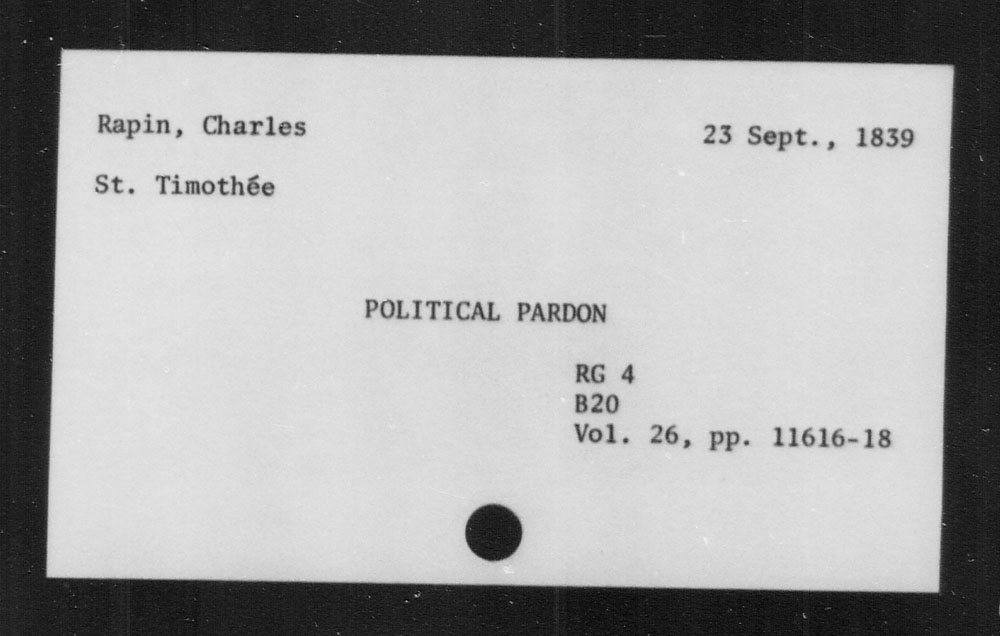 Rapin, Charles
23 Sept., 1839
St. Timothée
POLITICAL PARDON
RG 4
B20
Vol. 26, pp. 11616-18